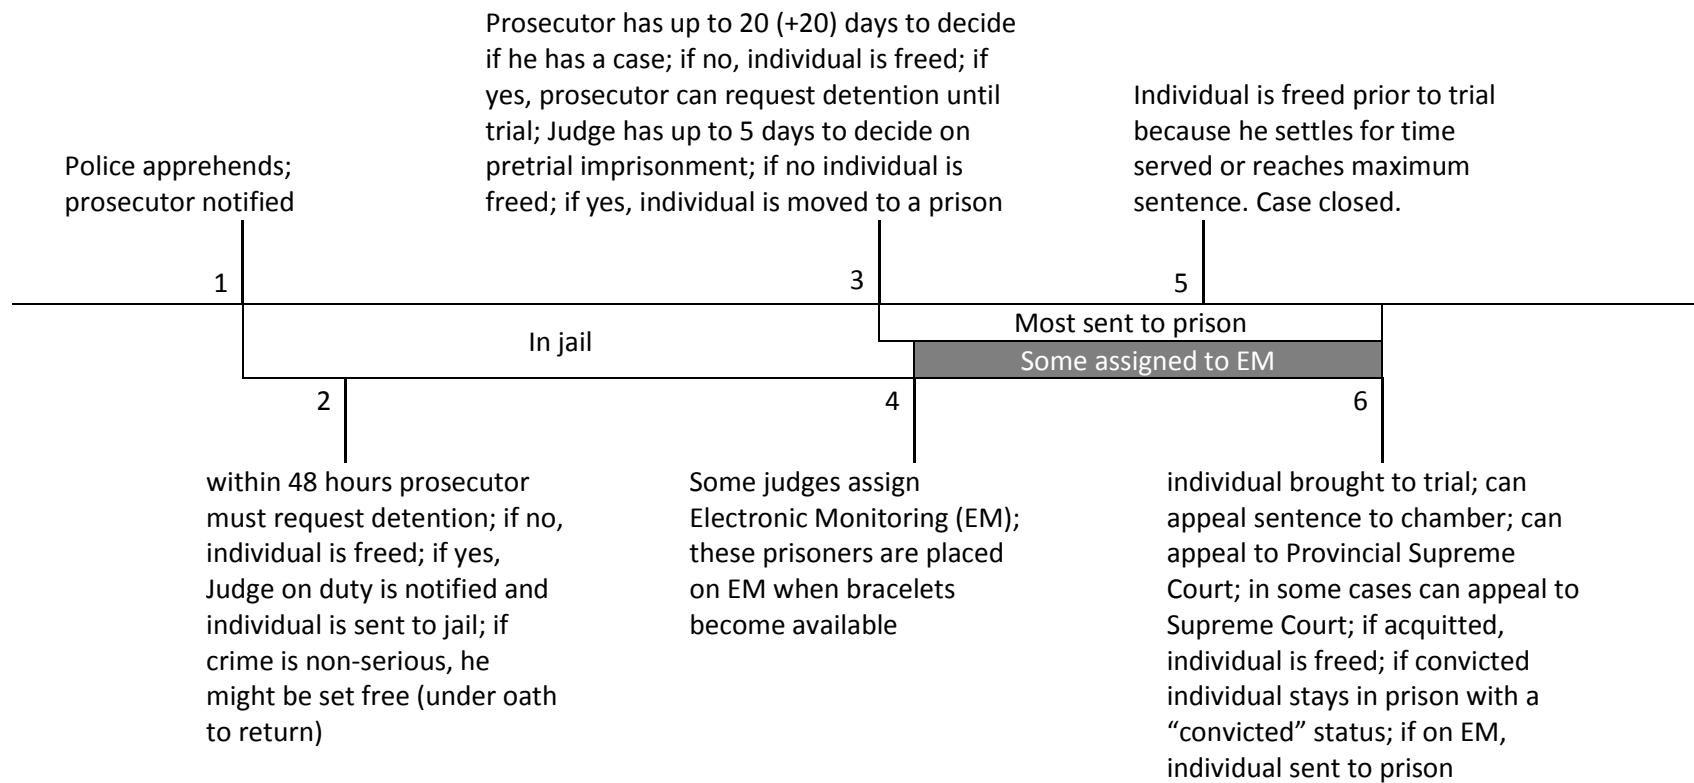 Prosecutor has up to 20 (+20) days to decide
if he has a case; if no, individual is freed; if
yes, prosecutor can request detention until
trial; Judge has up to 5 days to decide on
pretrial imprisonment; if no individual is
freed; if yes, individual is moved to a prison
Individual is freed prior to trial
because he settles for time
served or reaches maximum
sentence. Case closed.
Police apprehends;
prosecutor notified
1
3
5
In jail
Most sent to prison
Some assigned to EM
2
4
6
within 48 hours prosecutor
must request detention; if no,
individual is freed; if yes,
Judge on duty is notified and
individual is sent to jail; if
crime is non-serious, he
might be set free (under oath
to return)
Some judges assign
Electronic Monitoring (EM);
these prisoners are placed
on EM when bracelets
become available
individual brought to trial; can
appeal sentence to chamber; can
appeal to Provincial Supreme
Court; in some cases can appeal to
Supreme Court; if acquitted,
individual is freed; if convicted
individual stays in prison with a
“convicted” status; if on EM,
individual sent to prison